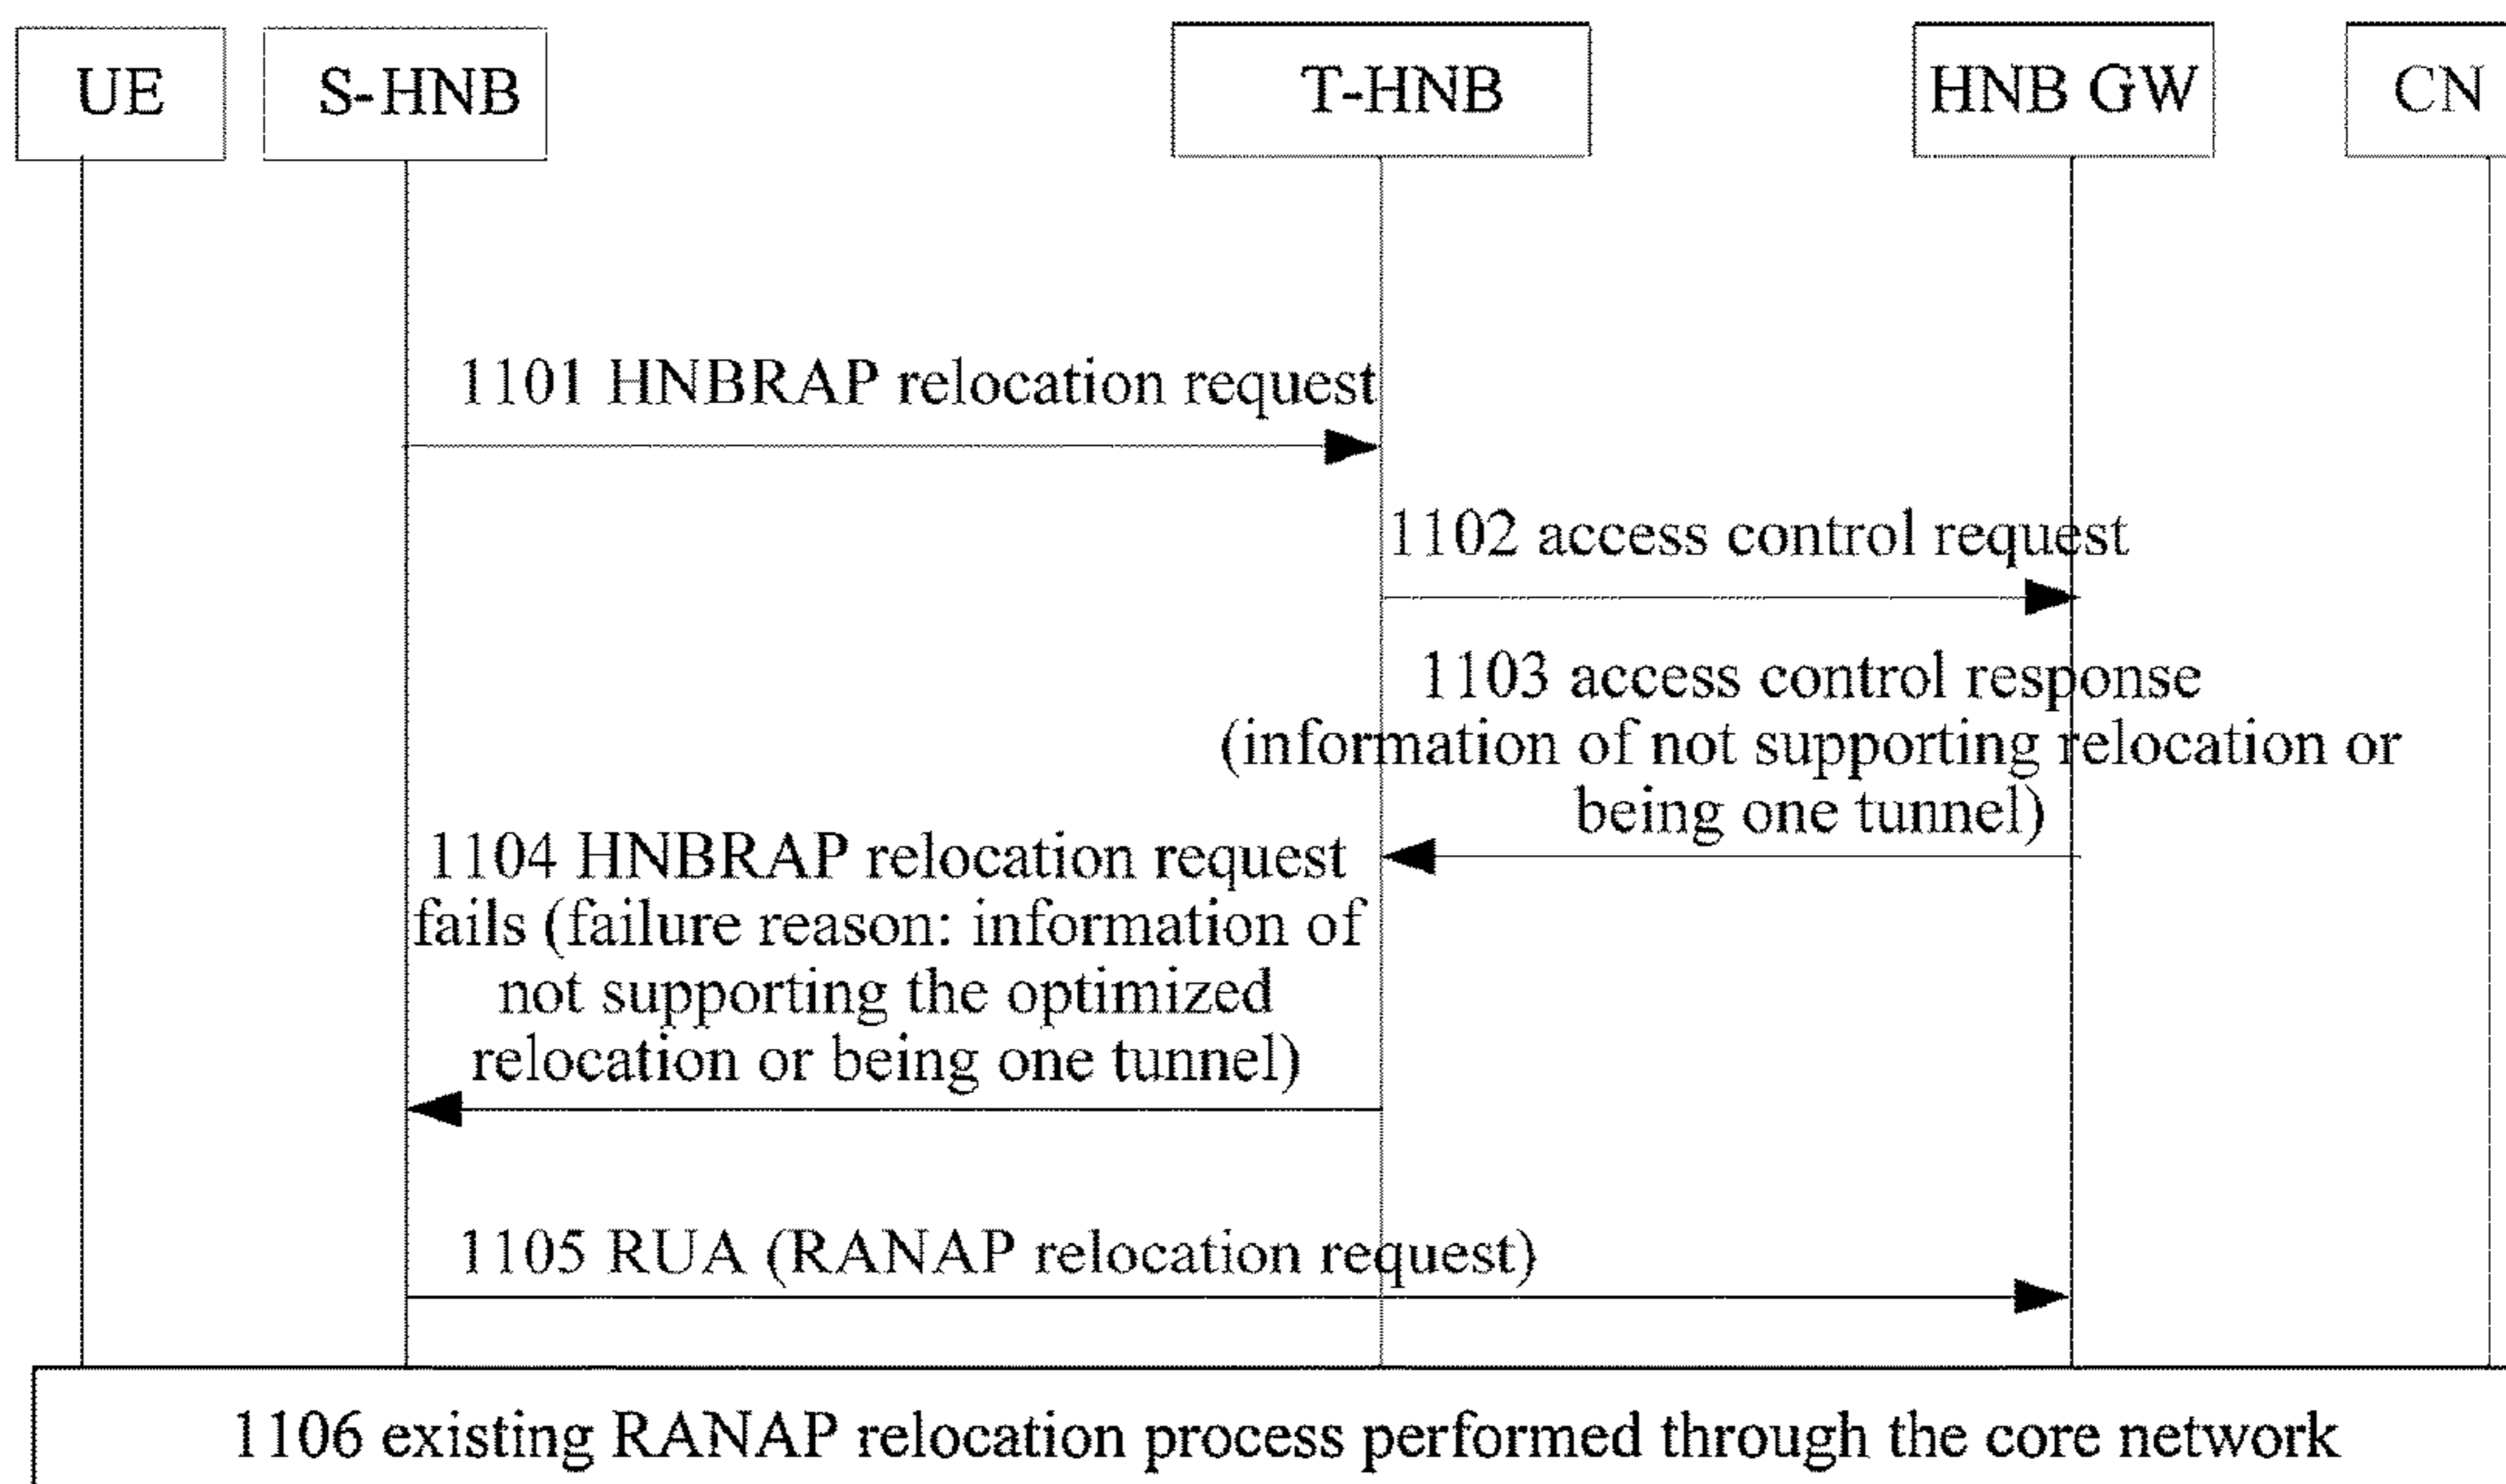 UE
S-HNB
T-HNB
HNB GW
CN
1101 HNBRAP relocation request
1102 access control request
1103 access control response
(information of not supporting relocation or
being one tunnel)
1104 HNBRAP relocation request
fails (failure reason: information of
not supporting the optimized
relocation or being one tunnel)
1105 RUA (RANAP relocation request)
1106 existing RANAP relocation process performed through the core network